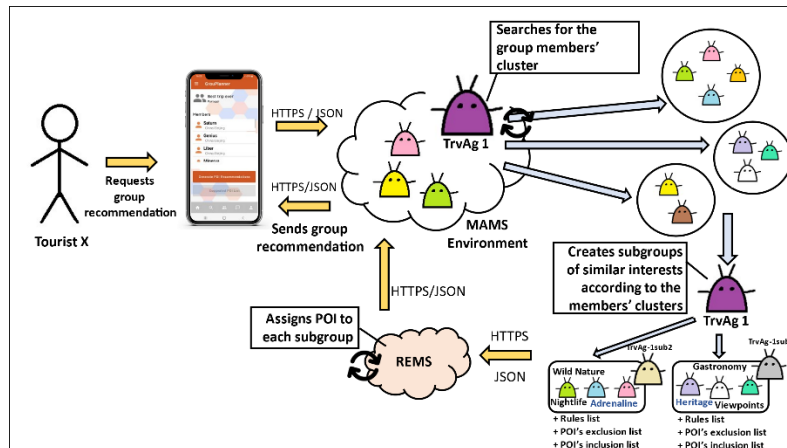 Searches for the
group members'
cluster
HTTPS / JSON
TrvAg 1
Requests
group
recommendation
Tourist X
HTTPS/JSON
Sends group
recommendation
MAMS
Environment
HTTPS/JSON
Creates subgroups
of similar interests
according to the
members' clusters
TrvAg 1
Assigns POI to
each subgroup
REMS
HTTPS
JSON
TrvAg-1sub2
TrvAg-1sub
Wild Nature
Nightlife
Adrenaline
Gastronomy
Heritage
Viewpoints
+ Rules list
+ POI's exclusion list
+ POI's inclusion list
+ Rules list
+ POI's exclusion list
+ POI's inclusion list